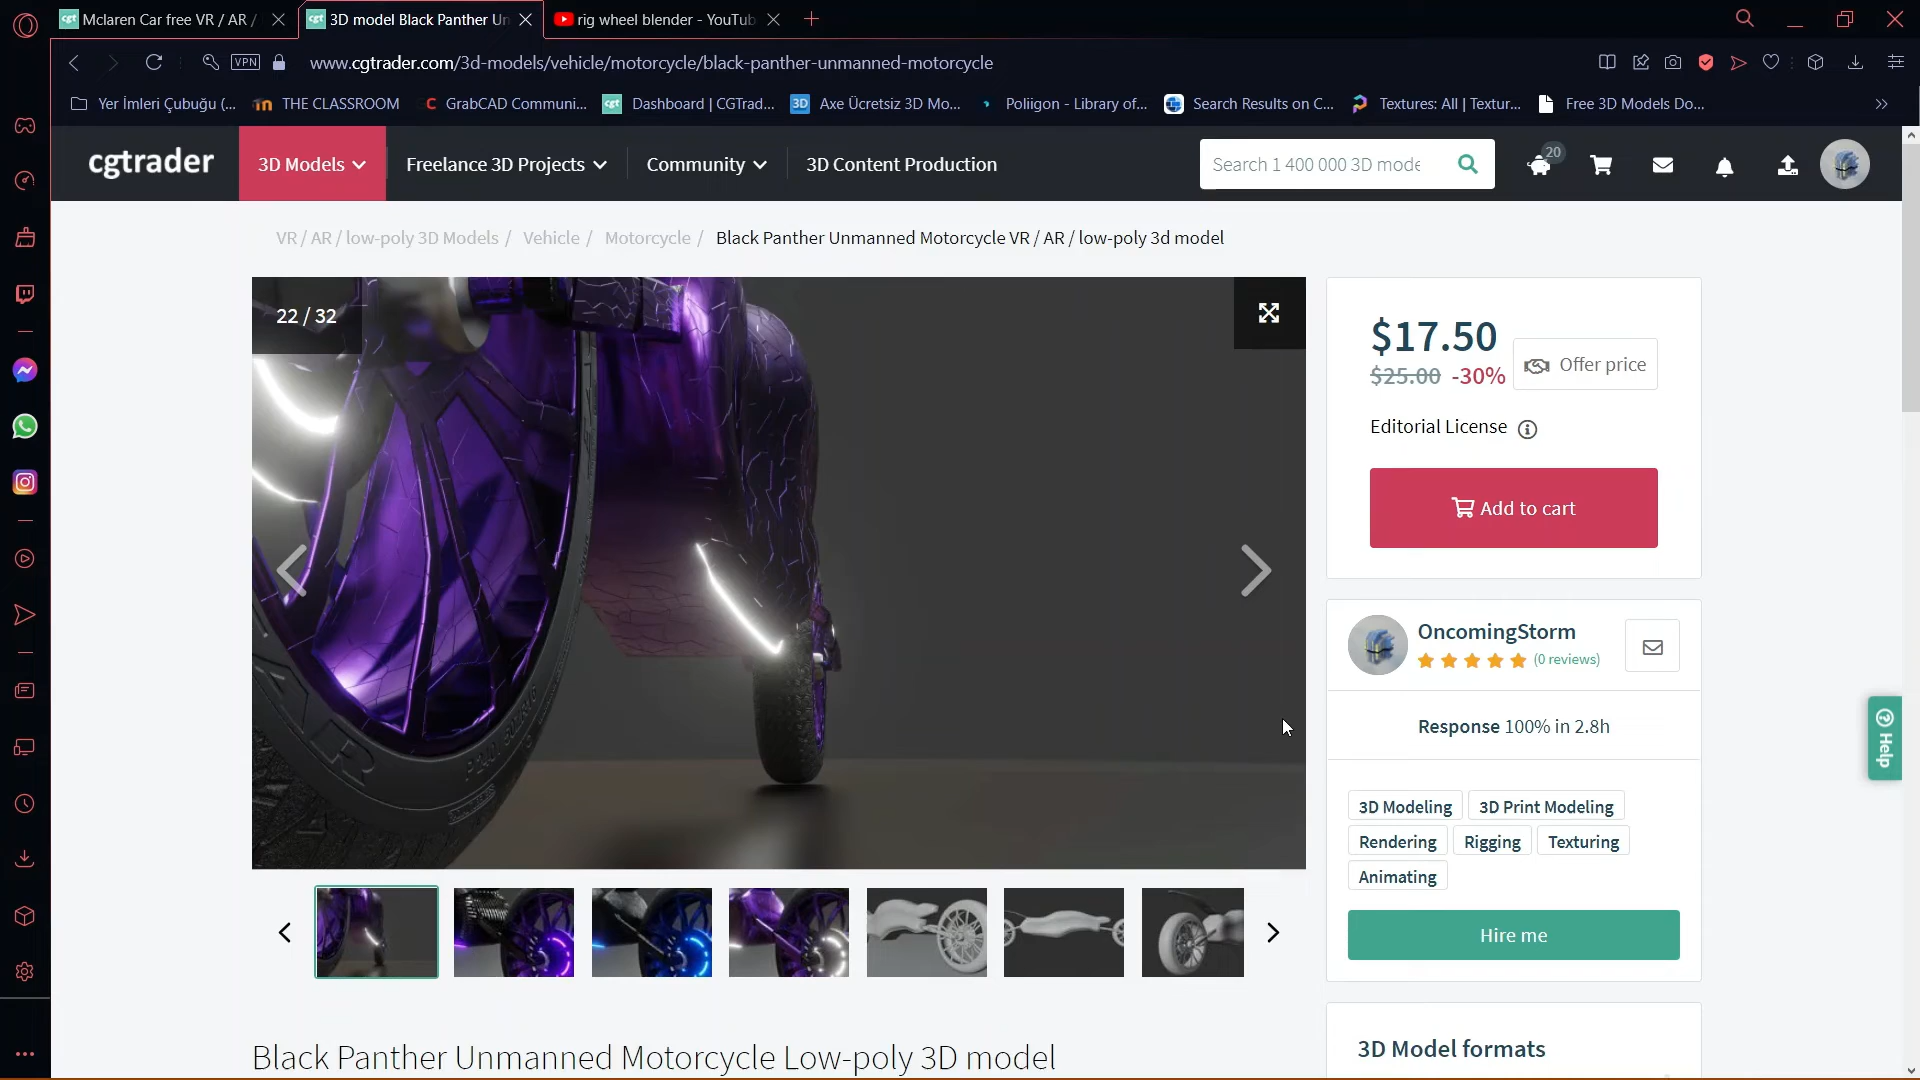 Mclaren Car free VR / AR /
3D model Black Panther Un
rig wheel blender - YouTub
VPN
www.cgtrader.com/3d-models/vehicle/motorcycle/black-panther-unmanned-motorcycle
Yer İmleri Çubuğu (...
THE CLASSROOM
GrabCAD Communi...
Dashboard | CGTrad...
Axe Ücretsiz 3D Mo...
Poliigon - Library of...
Search Results on C...
Textures: All | Textur...
Free 3D Models Do...
cgtrader
3D Models
Freelance 3D Projects
Community
3D Content Production
Search 1 400 000 3D mode
20
VR / AR / low-poly 3D Models / Vehicle / Motorcycle / Black Panther Unmanned Motorcycle VR / AR / low-poly 3d model
22 / 32
$17.50
$25.00 -30%
Offer price
Editorial License
Add to cart
OncomingStorm
(0 reviews)
Response 100% in 2.8h
Help
3D Modeling
3D Print Modeling
Rendering
Rigging
Texturing
Animating
Hire me
Black Panther Unmanned Motorcycle Low-poly 3D model
3D Model formats